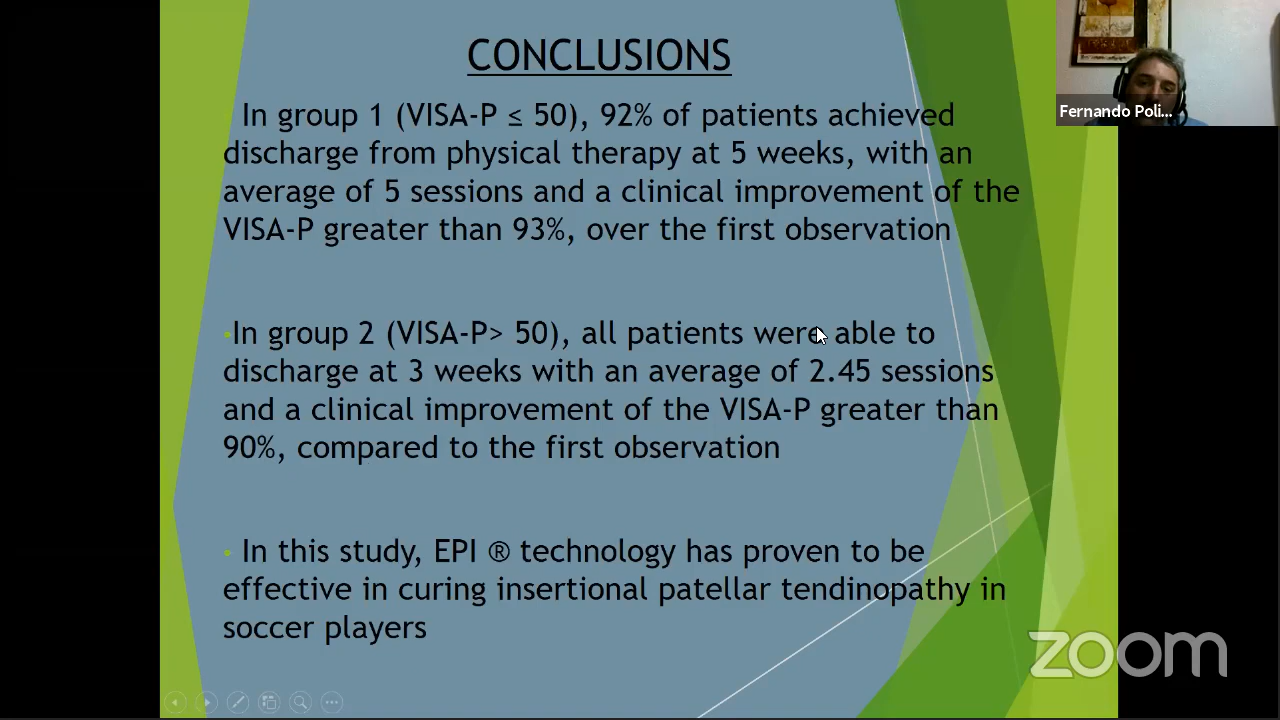 CONCLUSIONS
In group 1 (VISA-P ≤ 50), 92% of patients achieved
discharge from physical therapy at 5 weeks, with an
average of 5 sessions and a clinical improvement of the
VISA-P greater than 93%, over the first observation
•In group 2 (VISA-P> 50), all patients were able to
discharge at 3 weeks with an average of 2.45 sessions
and a clinical improvement of the VISA-P greater than
90%, compared to the first observation
• In this study, EPI ® technology has proven to be
effective in curing insertional patellar tendinopathy in
soccer players
Fernando Poli...
zoom